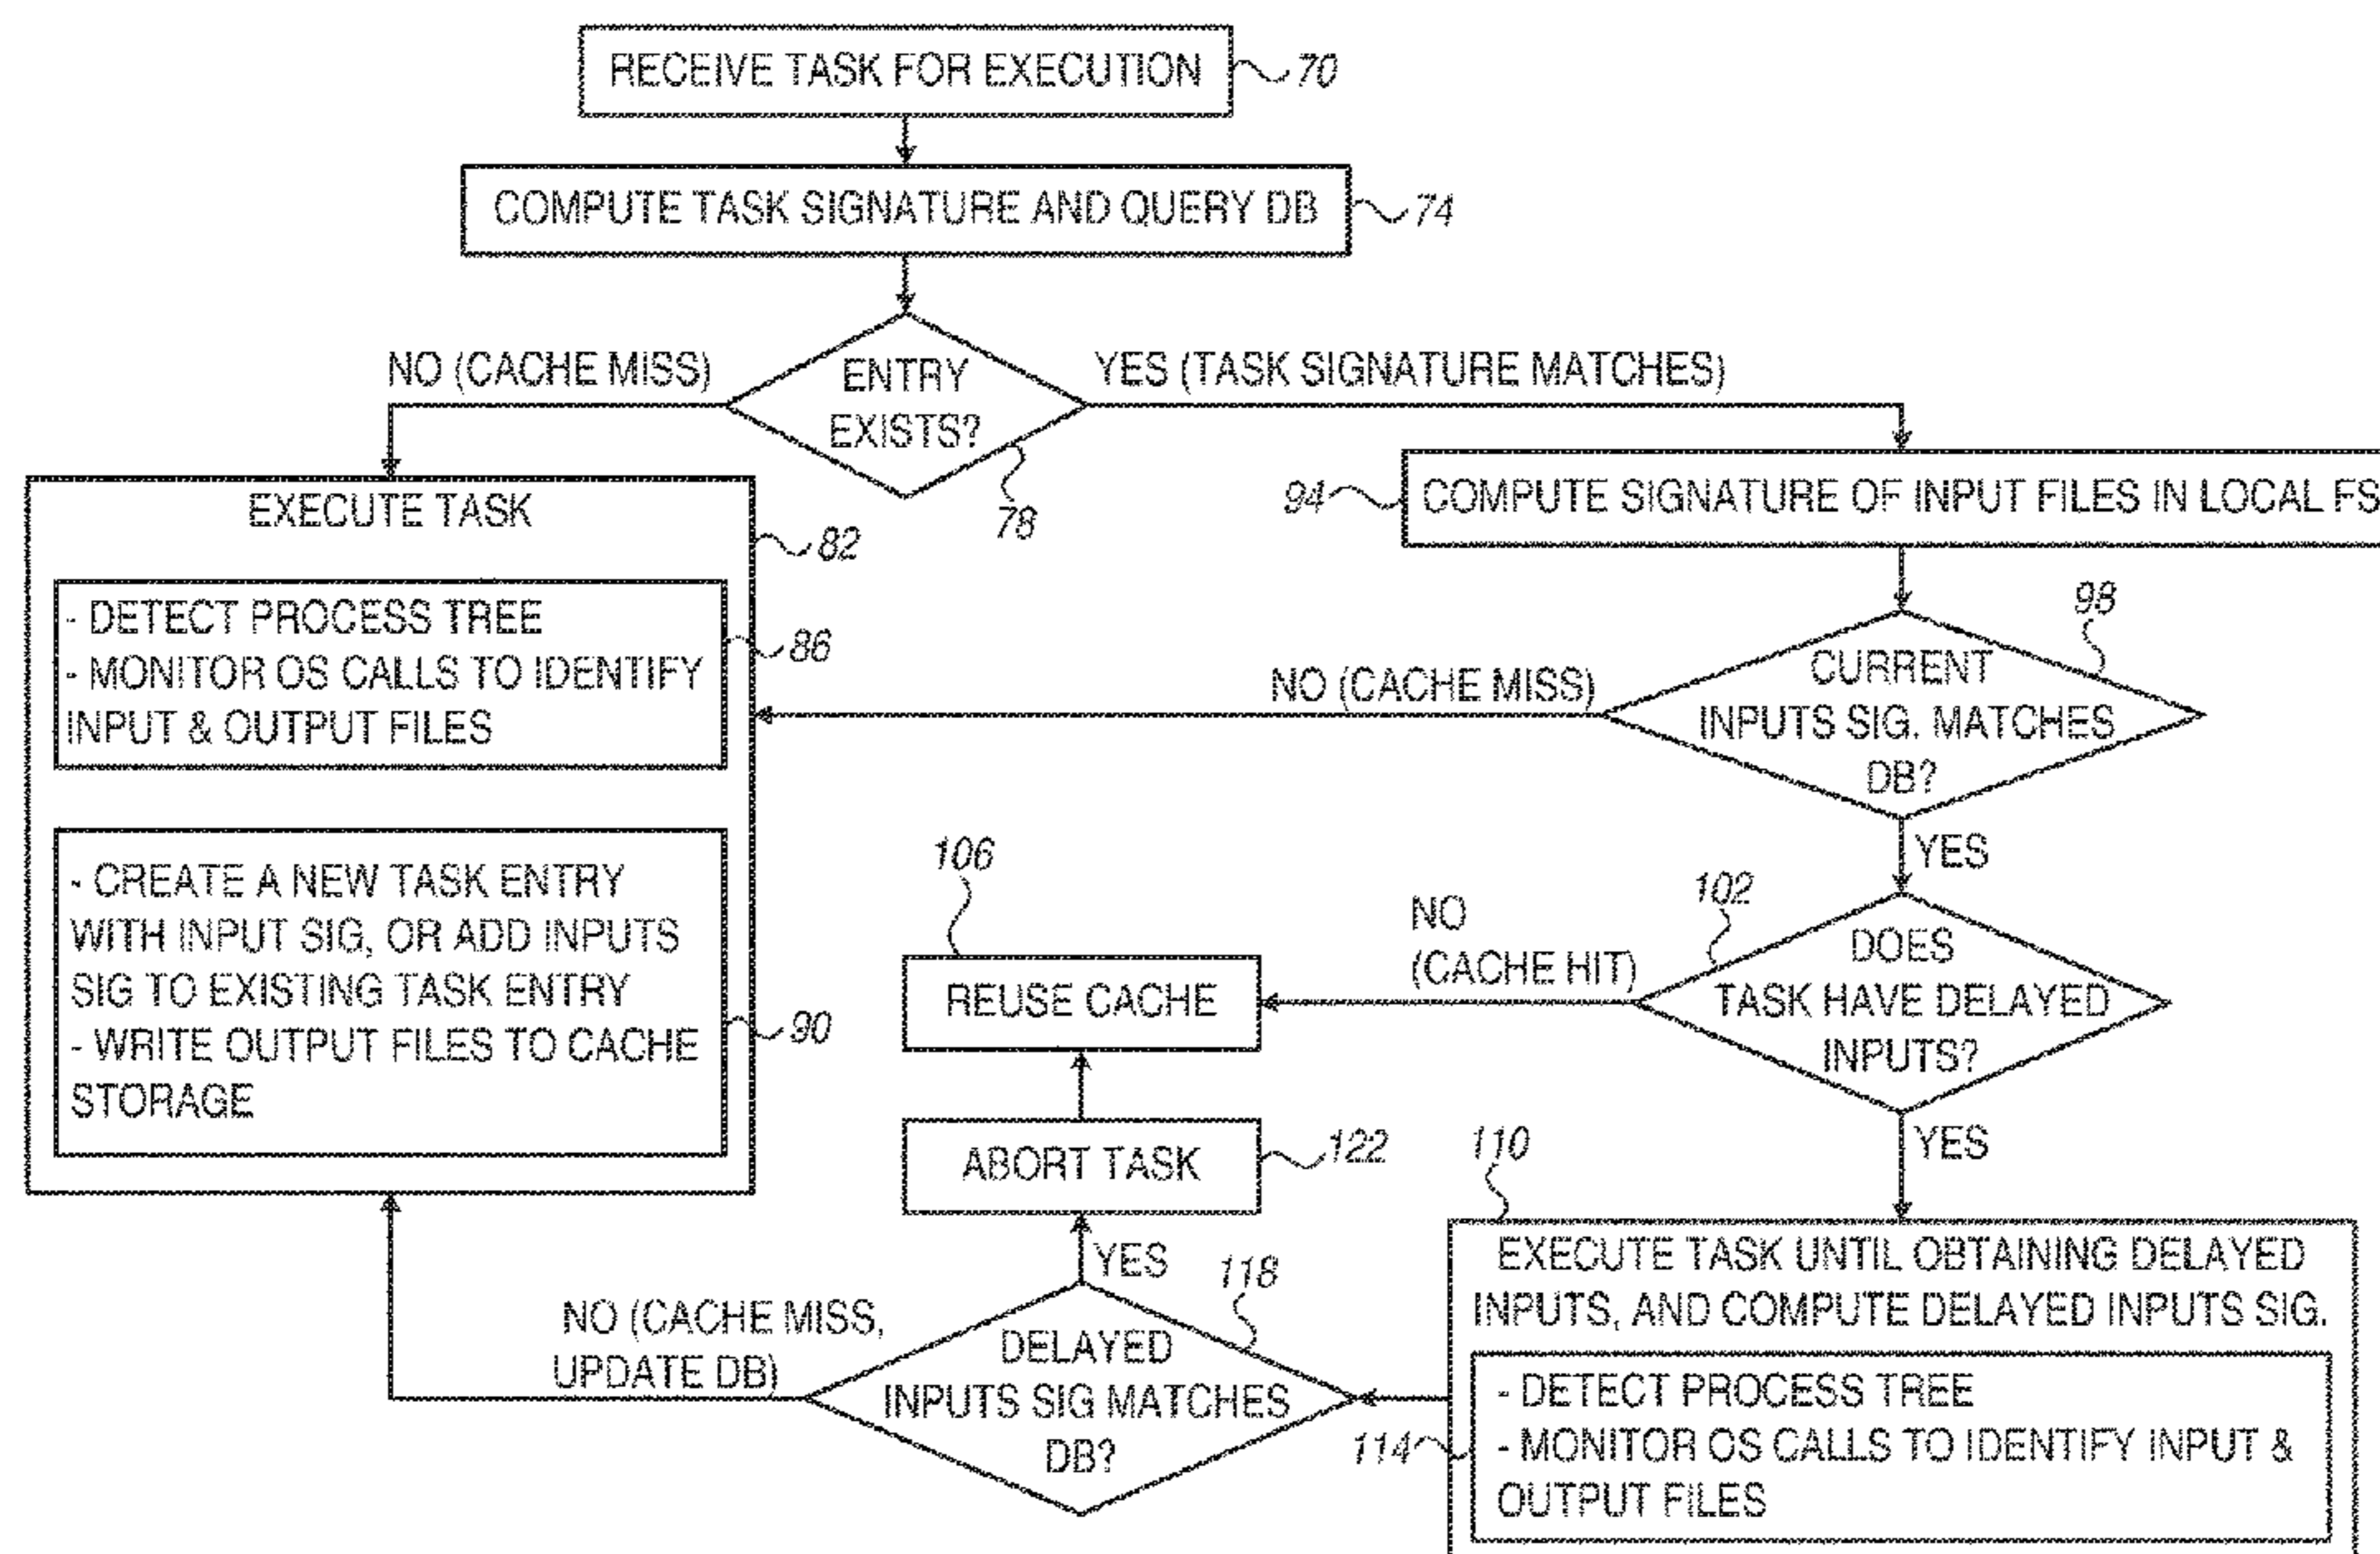 RECEIVE TASK FOR EXECUTION
70
COMPUTE TASK SIGNATURE AND QUERY DB
74
NO (CACHE MISS)
ENTRY
EXISTS?
78
YES (TASK SIGNATURE MATCHES)
EXECUTE TASK
82
- DETECT PROCESS TREE
- MONITOR OS CALLS TO IDENTIFY
INPUT & OUTPUT FILES
86
- CREATE A NEW TASK ENTRY
WITH INPUT SIG, OR ADD INPUTS
SIG TO EXISTING TASK ENTRY
- WRITE OUTPUT FILES TO CACHE
STORAGE
90
94
COMPUTE SIGNATURE OF INPUT FILES IN LOCAL FS
98
CURRENT
INPUTS SIG. MATCHES
DB?
NO (CACHE MISS)
YES
102
DOES
TASK HAVE DELAYED
INPUTS?
NO
(CACHE HIT)
106
REUSE CACHE
YES
110
EXECUTE TASK UNTIL OBTAINING DELAYED
INPUTS, AND COMPUTE DELAYED INPUTS SIG.
114
- DETECT PROCESS TREE
- MONITOR OS CALLS TO IDENTIFY INPUT &
OUTPUT FILES
118
DELAYED
INPUTS SIG MATCHES
DB?
YES
ABORT TASK
122
NO (CACHE MISS,
UPDATE DB)